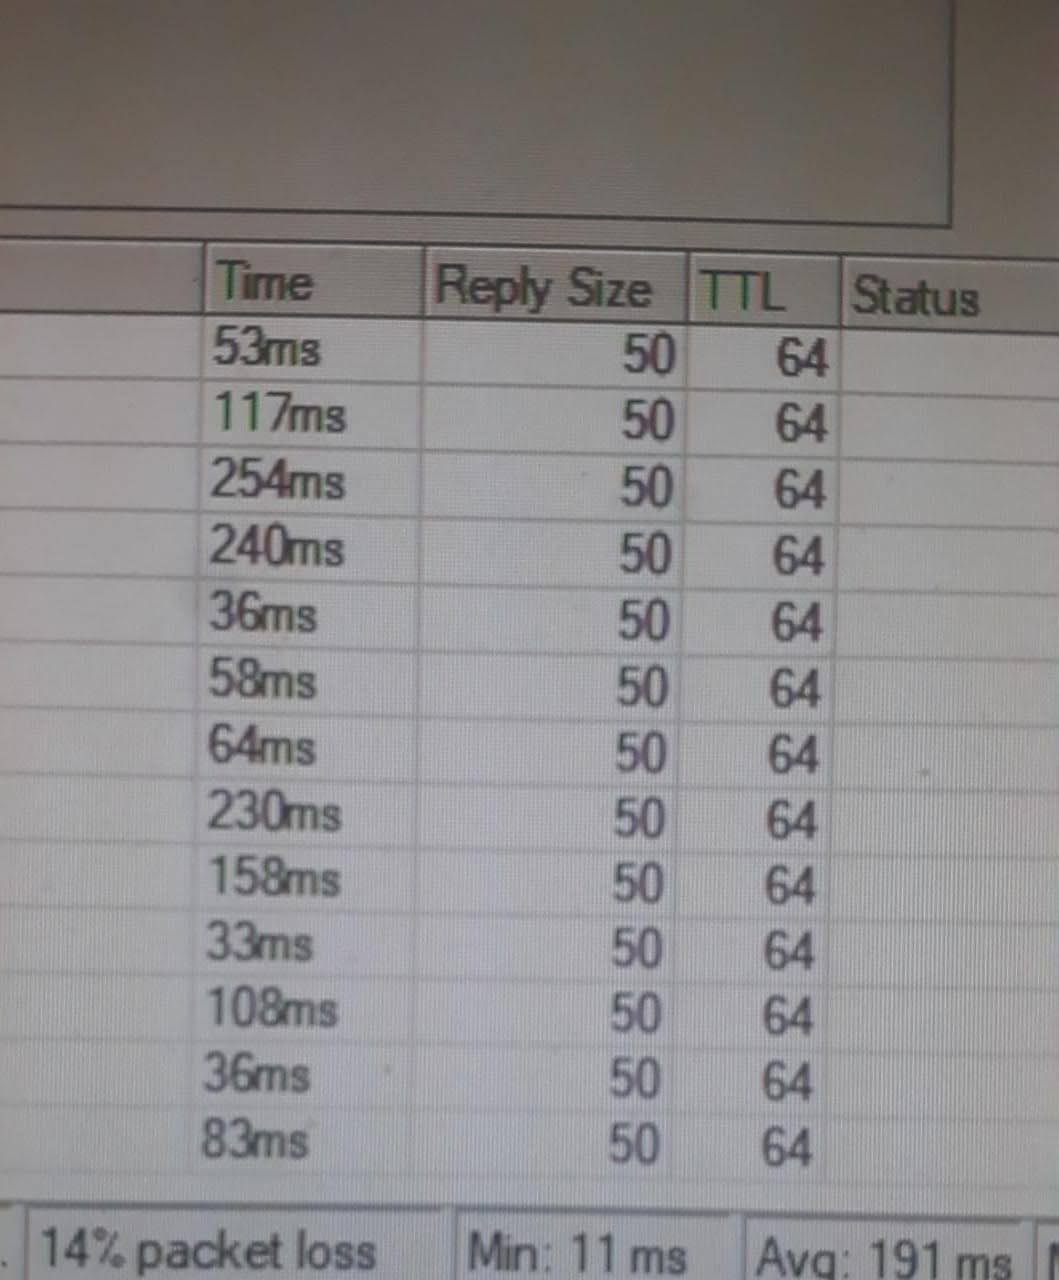 Time Reply Size TTL Status
53ms 50 64
117ms 50 64
254ms 50 64
240ms 50 64
36ms 50 64
58ms 50 64
64ms 50 64
230ms 50 64
158ms 50 64
33ms 50 64
108ms 50 64
36ms 50 64
83ms 50 64
14% packet loss Min: 11 ms Avg: 191 ms